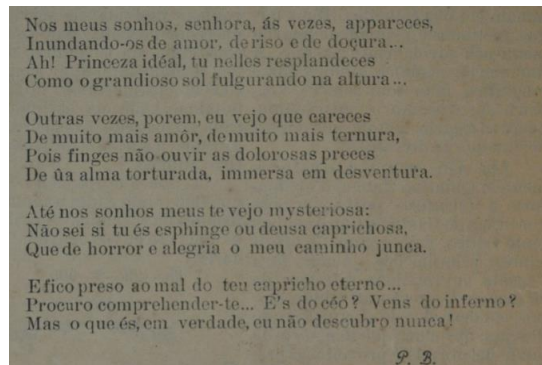 Nos meus sonhos, senhora, ás vezes, appareces,
Inundando-os de amor, de riso e de doçura...
Ah! Princeza idéal, tu nelles resplandeces
Como o grandioso sol fulgurando na altura...
Outras vezes, porem, eu vejo que careces
De muito mais amôr, de muito mais ternura,
Pois finges não ouvir as dolorosas preces
De ûa alma torturada, immersa em desventura.
Até nos sonhos meus te vejo mysteriosa:
Não sei si tu és esphinge ou deusa caprichosa,
Que de horror e alegria o meu caminho junca.
E fico preso ao mal do teu capricho eterno...
Procuro comprehender-te... E's do céo? Vens do inferno?
Mas o que és, em verdade, eu não descubro nunca!
P. B.